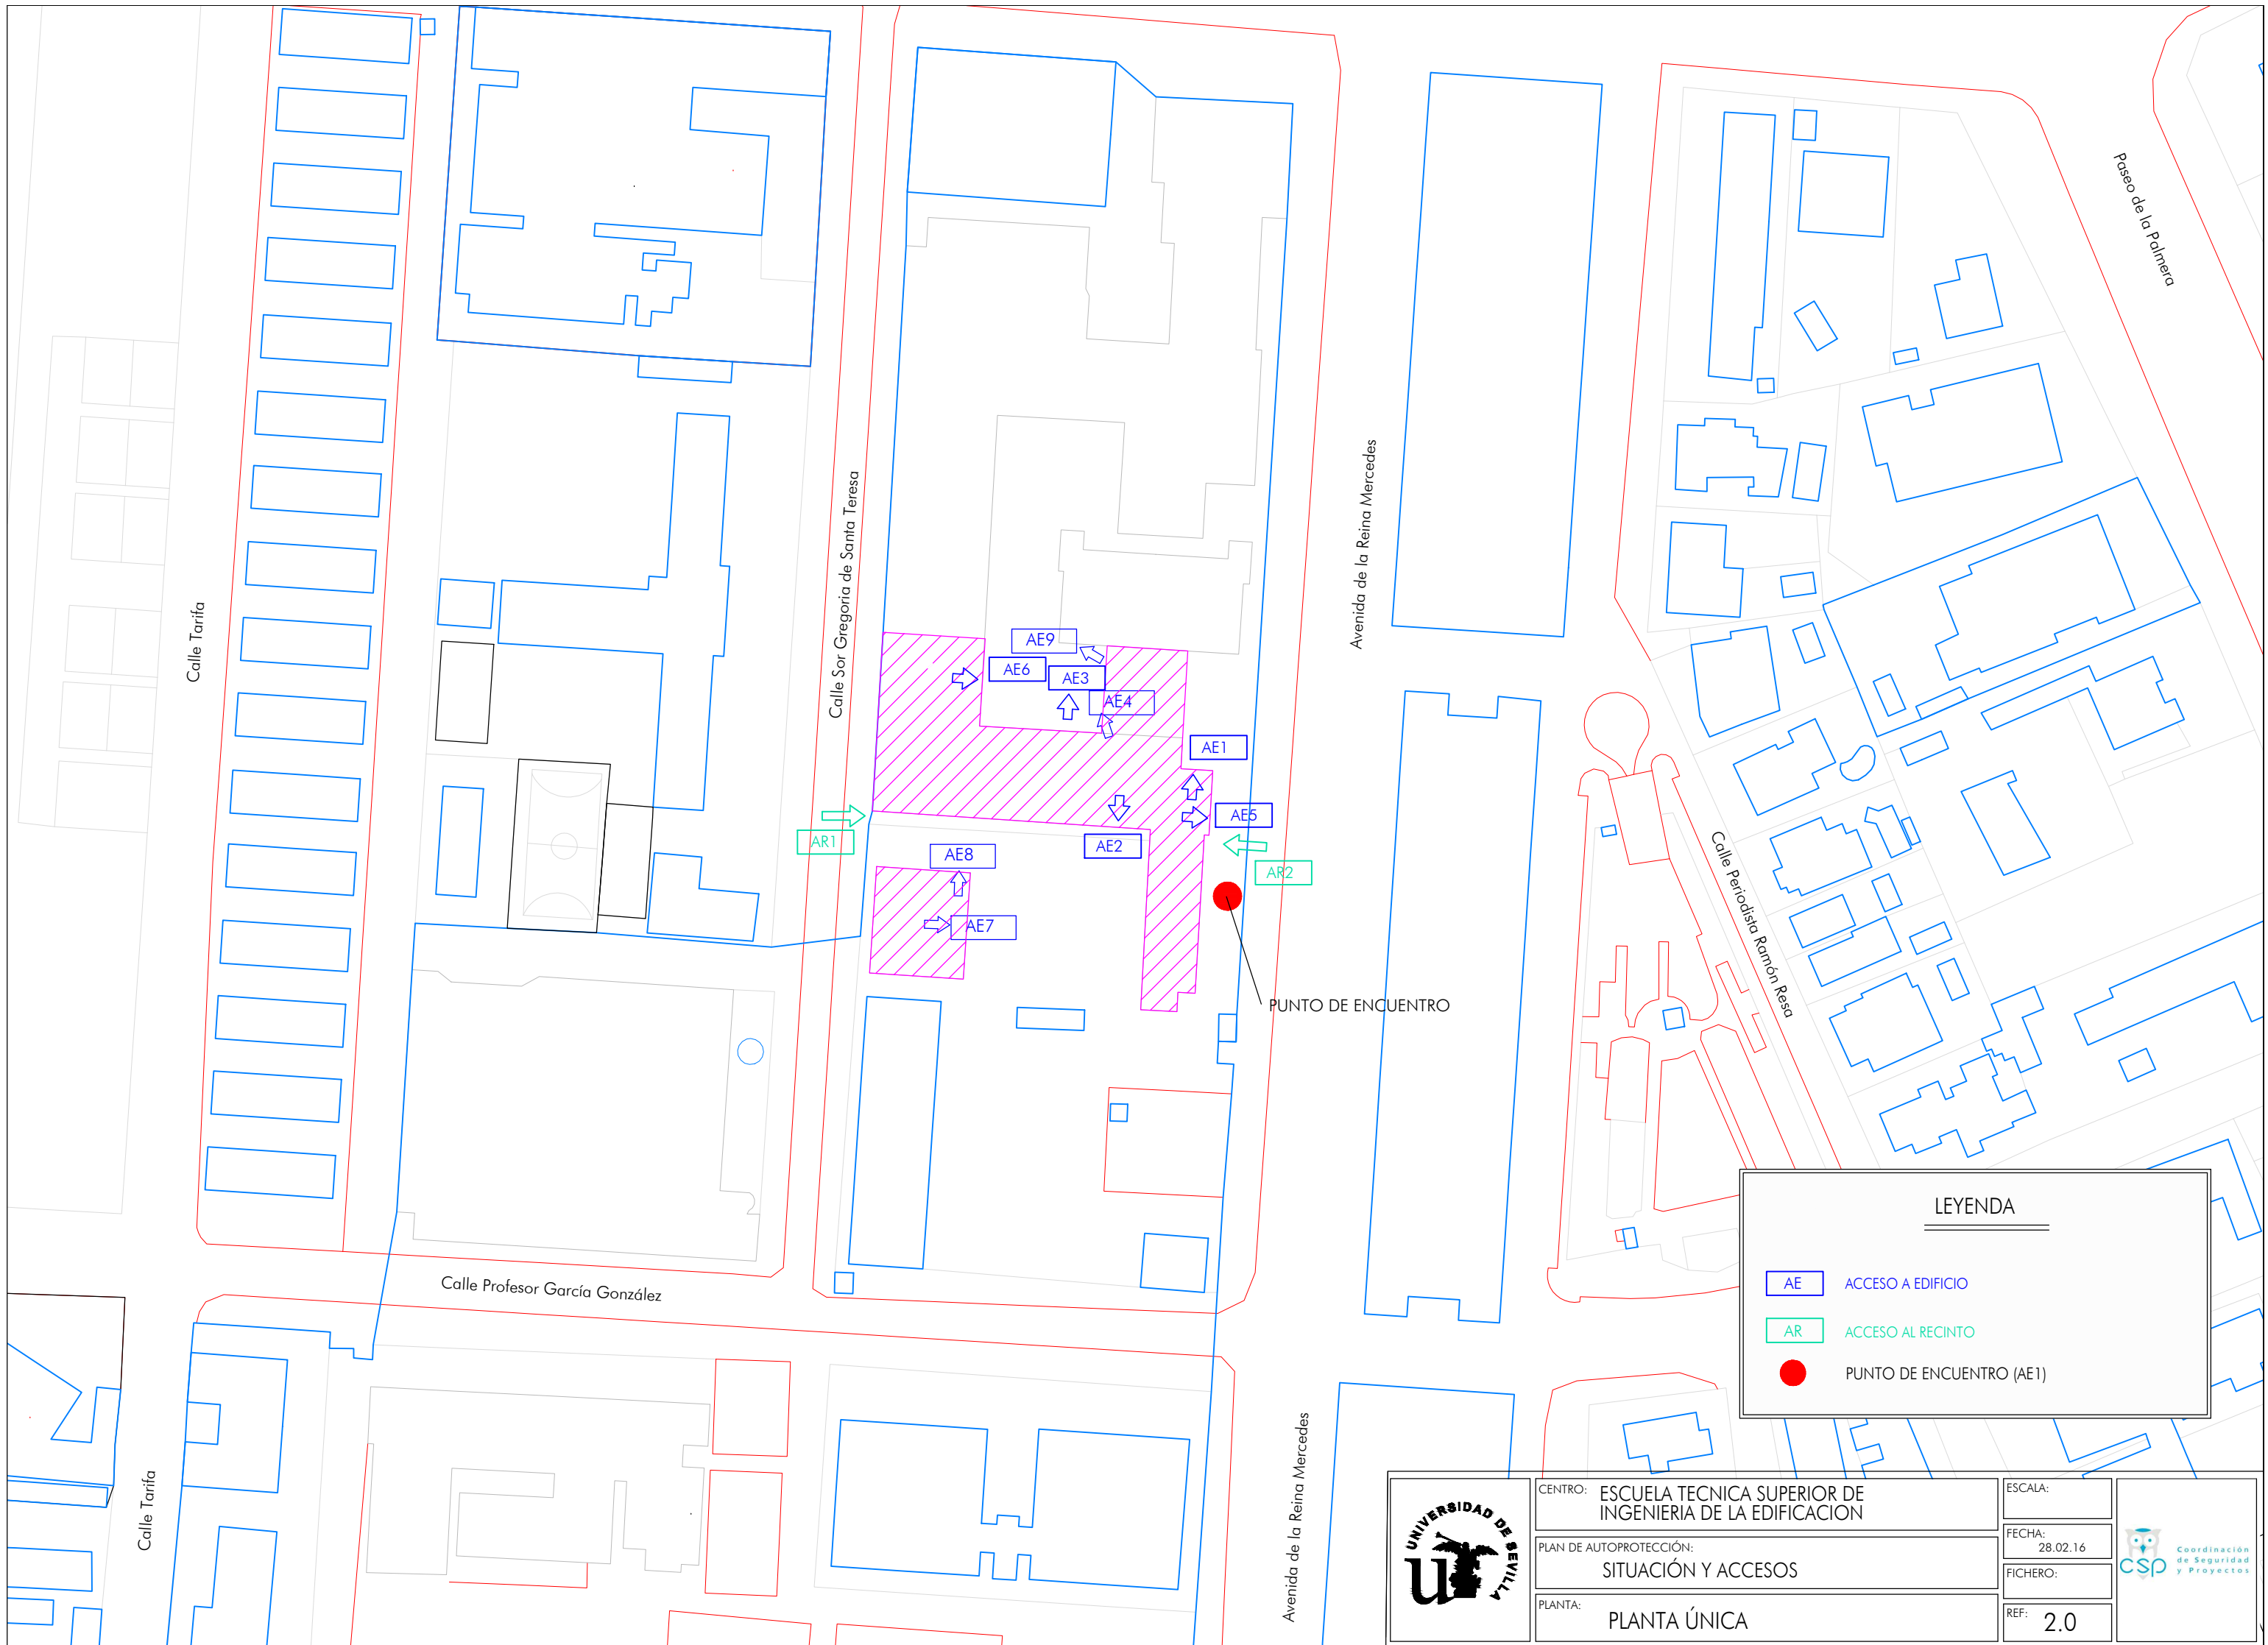 Paseo de la Palmera
Calle Tarifa
Calle Sor Gregoria de Santa Teresa
Avenida de la Reina Mercedes
AE9
AE6
AE3
AE4
AE1
AE5
AE2
AR1
AE8
AR2
AE7
PUNTO DE ENCUENTRO
Calle Periodista Ramón Resa
Calle Profesor García González
Calle Tarifa
Avenida de la Reina Mercedes
LEYENDA
AE ACCESO A EDIFICIO
AR ACCESO AL RECINTO
PUNTO DE ENCUENTRO (AE1)
UNIVERSIDAD DE SEVILLA
CENTRO: ESCUELA TECNICA SUPERIOR DE
INGENIERIA DE LA EDIFICACION
PLAN DE AUTOPROTECCIÓN:
SITUACIÓN Y ACCESOS
PLANTA:
PLANTA ÚNICA
ESCALA:
FECHA:
28.02.16
FICHERO:
REF: 2.0
CSP
Coordinación
de Seguridad
y Proyectos